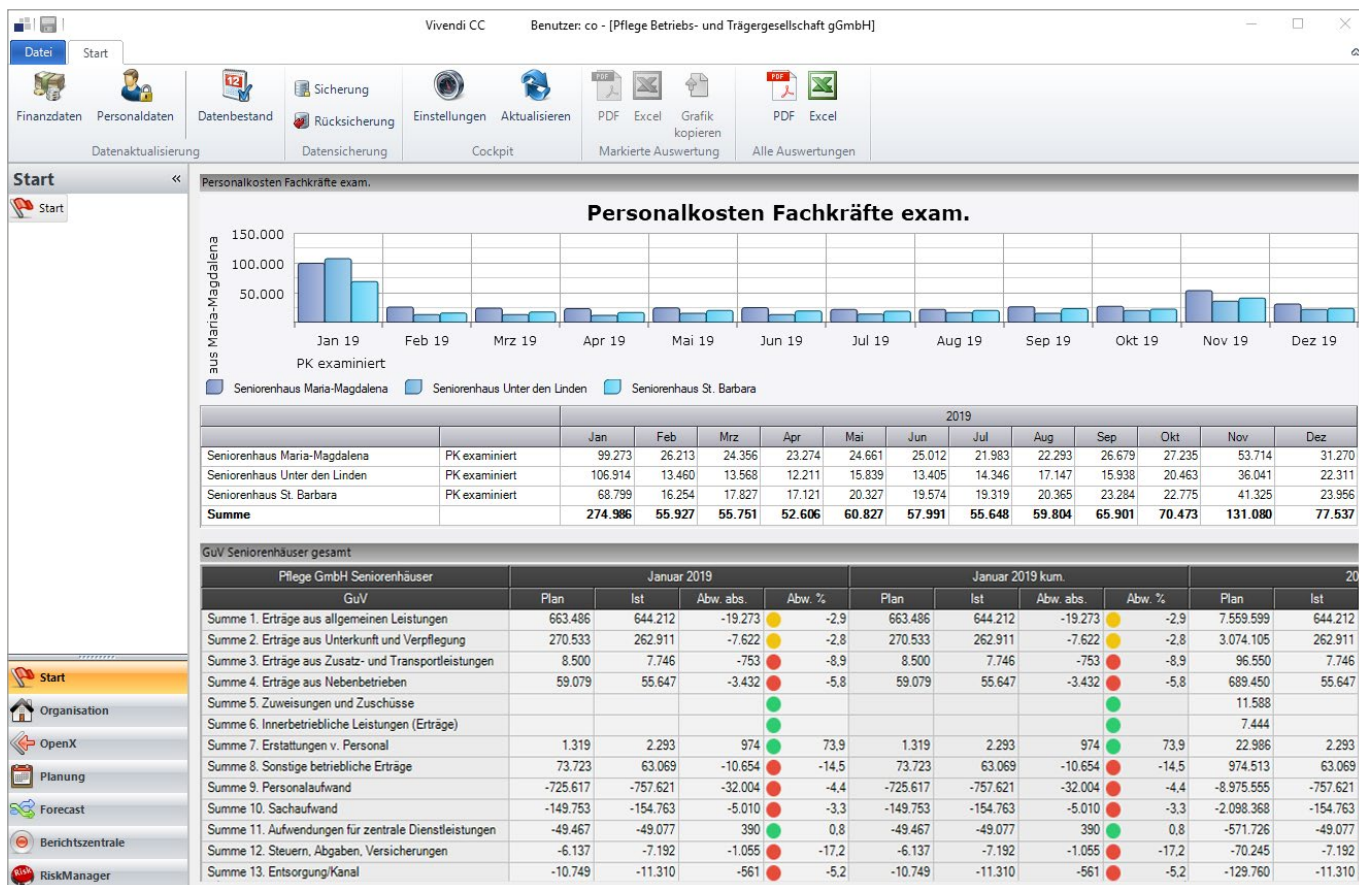 Vivendi CC Benutzer: co - [Pflege Betriebs- und Trägergesellschaft gGmbH]
Datei Start
Finanzdaten Personaldaten Datenbestand Sicherung Rücksicherung Einstellungen Aktualisieren PDF Excel Grafik kopieren PDF Excel
Datenaktualisierung Datensicherung Cockpit Markierte Auswertung Alle Auswertungen
Start «
Start
Personalkosten Fachkräfte exam.
Personalkosten Fachkräfte exam.
aus Maria-Magdalena
150.000
100.000
50.000
Jan 19 Feb 19 Mrz 19 Apr 19 Mai 19 Jun 19 Jul 19 Aug 19 Sep 19 Okt 19 Nov 19 Dez 19
PK examiniert
Seniorenhaus Maria-Magdalena Seniorenhaus Unter den Linden Seniorenhaus St. Barbara
2019
Jan Feb Mrz Apr Mai Jun Jul Aug Sep Okt Nov Dez
Seniorenhaus Maria-Magdalena PK examiniert 99.273 26.213 24.356 23.274 24.661 25.012 21.983 22.293 26.679 27.235 53.714 31.270
Seniorenhaus Unter den Linden PK examiniert 106.914 13.460 13.568 12.211 15.839 13.405 14.346 17.147 15.938 20.463 36.041 22.311
Seniorenhaus St. Barbara PK examiniert 68.799 16.254 17.827 17.121 20.327 19.574 19.319 20.365 23.284 22.775 41.325 23.956
Summe 274.986 55.927 55.751 52.606 60.827 57.991 55.648 59.804 65.901 70.473 131.080 77.537
GuV Seniorenhäuser gesamt
Pflege GmbH Seniorenhäuser Januar 2019 Januar 2019 kum. 20
GuV Plan Ist Abw. abs. Abw. % Plan Ist Abw. abs. Abw. % Plan Ist
Summe 1. Erträge aus allgemeinen Leistungen 663.486 644.212 -19.273 -2,9 663.486 644.212 -19.273 -2,9 7.559.599 644.212
Summe 2. Erträge aus Unterkunft und Verpflegung 270.533 262.911 -7.622 -2,8 270.533 262.911 -7.622 -2,8 3.074.105 262.911
Summe 3. Erträge aus Zusatz- und Transportleistungen 8.500 7.746 -753 -8,9 8.500 7.746 -753 -8,9 96.550 7.746
Summe 4. Erträge aus Nebenbetrieben 59.079 55.647 -3.432 -5,8 59.079 55.647 -3.432 -5,8 689.450 55.647
Summe 5. Zuweisungen und Zuschüsse 11.588
Summe 6. Innerbetriebliche Leistungen (Erträge) 7.444
Summe 7. Erstattungen v. Personal 1.319 2.293 974 73,9 1.319 2.293 974 73,9 22.986 2.293
Summe 8. Sonstige betriebliche Erträge 73.723 63.069 -10.654 -14,5 73.723 63.069 -10.654 -14,5 974.513 63.069
Summe 9. Personalaufwand -725.617 -757.621 -32.004 -4,4 -725.617 -757.621 -32.004 -4,4 -8.975.555 -757.621
Summe 10. Sachaufwand -149.753 -154.763 -5.010 -3,3 -149.753 -154.763 -5.010 -3,3 -2.098.368 -154.763
Summe 11. Aufwendungen für zentrale Dienstleistungen -49.467 -49.077 390 0,8 -49.467 -49.077 390 0,8 -571.726 -49.077
Summe 12. Steuern, Abgaben, Versicherungen -6.137 -7.192 -1.055 -17,2 -6.137 -7.192 -1.055 -17,2 -70.245 -7.192
Summe 13. Entsorgung/Kanal -10.749 -11.310 -561 -5,2 -10.749 -11.310 -561 -5,2 -129.760 -11.310
Start
Organisation
OpenX
Planung
Forecast
Berichtszentrale
RiskManager